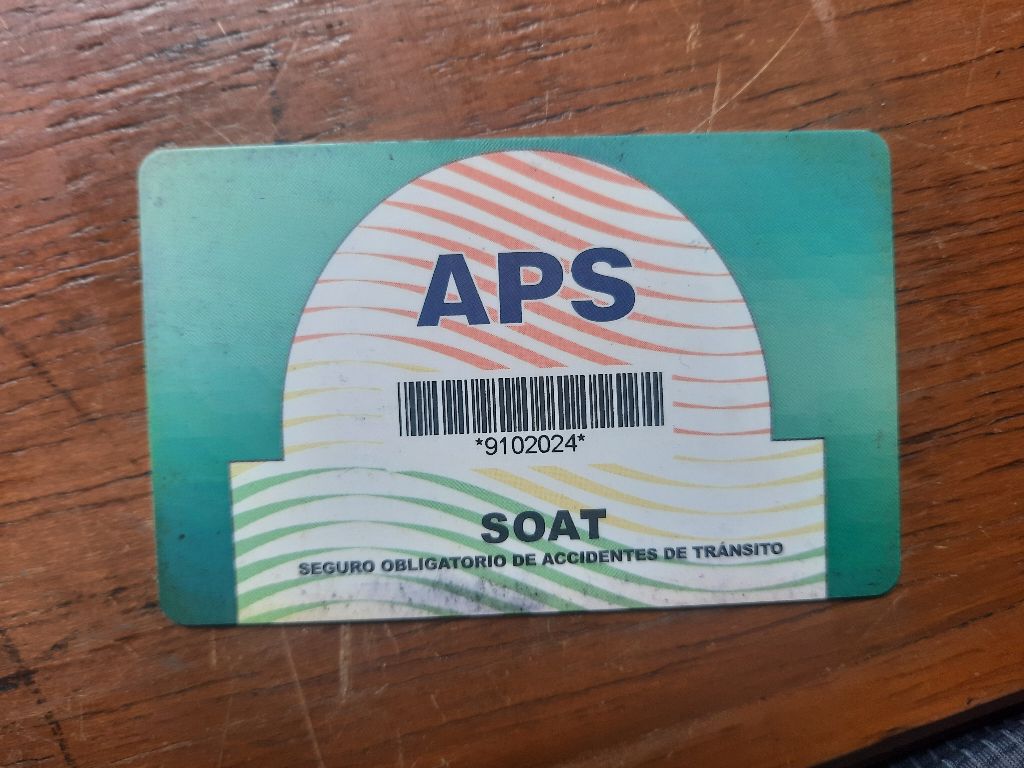 APS
*9102024*
SOAT
SEGURO OBLIGATORIO DE ACCIDENTES DE TRÁNSITO